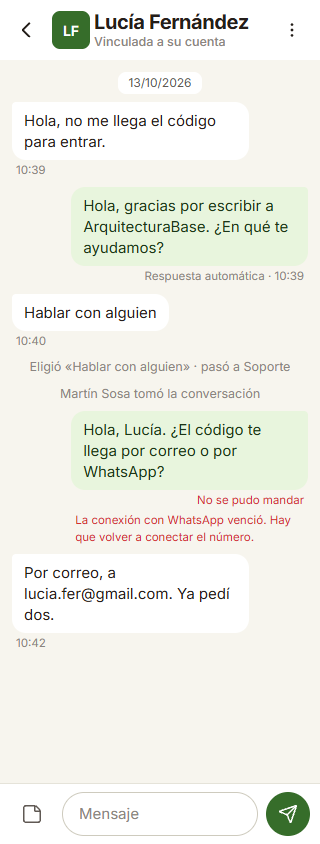 LF
Lucía Fernández
Vinculada a su cuenta
13/10/2026
Hola, no me llega el código
para entrar.
10:39
Hola, gracias por escribir a
ArquitecturaBase. ¿En qué te
ayudamos?
Respuesta automática · 10:39
Hablar con alguien
10:40
Eligió «Hablar con alguien» · pasó a Soporte
Martín Sosa tomó la conversación
Hola, Lucía. ¿El código te
llega por correo o por
WhatsApp?
No se pudo mandar
La conexión con WhatsApp venció. Hay
que volver a conectar el número.
Por correo, a
lucia.fer@gmail.com. Ya pedí
dos.
10:42
Mensaje